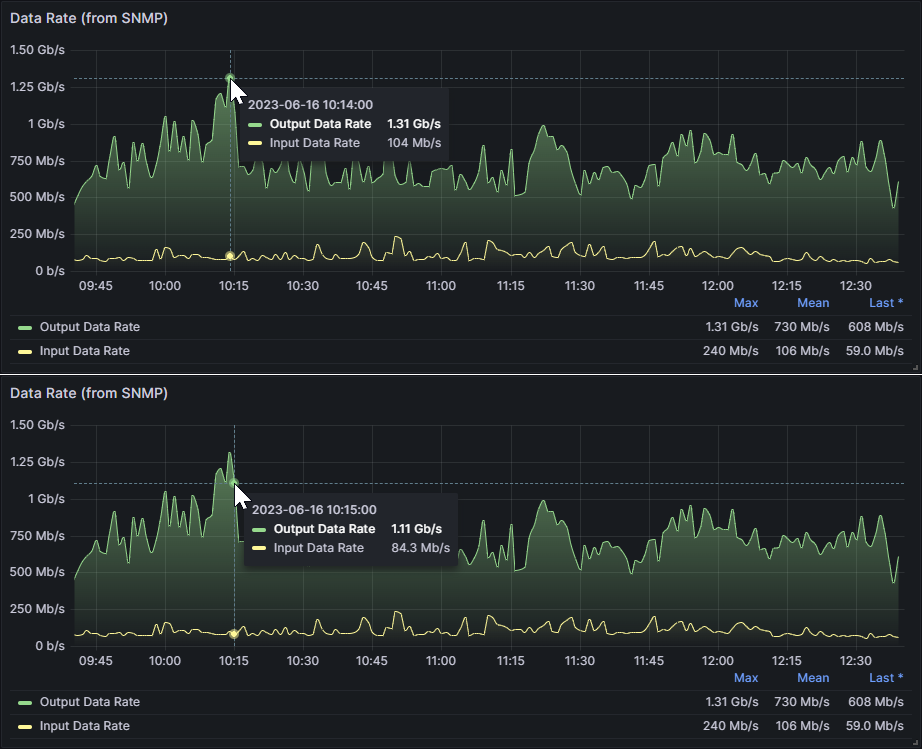 Data Rate (from SNMP)
1.50 Gb/s
1.25 Gb/s
1 Gb/s
750 Mb/s
500 Mb/s
250 Mb/s
0 b/s
2023-06-16 10:14:00
Output Data Rate 1.31 Gb/s
Input Data Rate 104 Mb/s
09:45 10:00 10:15 10:30 10:45 11:00 11:15 11:30 11:45 12:00 12:15 12:30
Max Mean Last *
Output Data Rate 1.31 Gb/s 730 Mb/s 608 Mb/s
Input Data Rate 240 Mb/s 106 Mb/s 59.0 Mb/s
Data Rate (from SNMP)
1.50 Gb/s
1.25 Gb/s
1 Gb/s
750 Mb/s
500 Mb/s
250 Mb/s
0 b/s
2023-06-16 10:15:00
Output Data Rate 1.11 Gb/s
Input Data Rate 84.3 Mb/s
09:45 10:00 10:15 10:30 10:45 11:00 11:15 11:30 11:45 12:00 12:15 12:30
Max Mean Last *
Output Data Rate 1.31 Gb/s 730 Mb/s 608 Mb/s
Input Data Rate 240 Mb/s 106 Mb/s 59.0 Mb/s